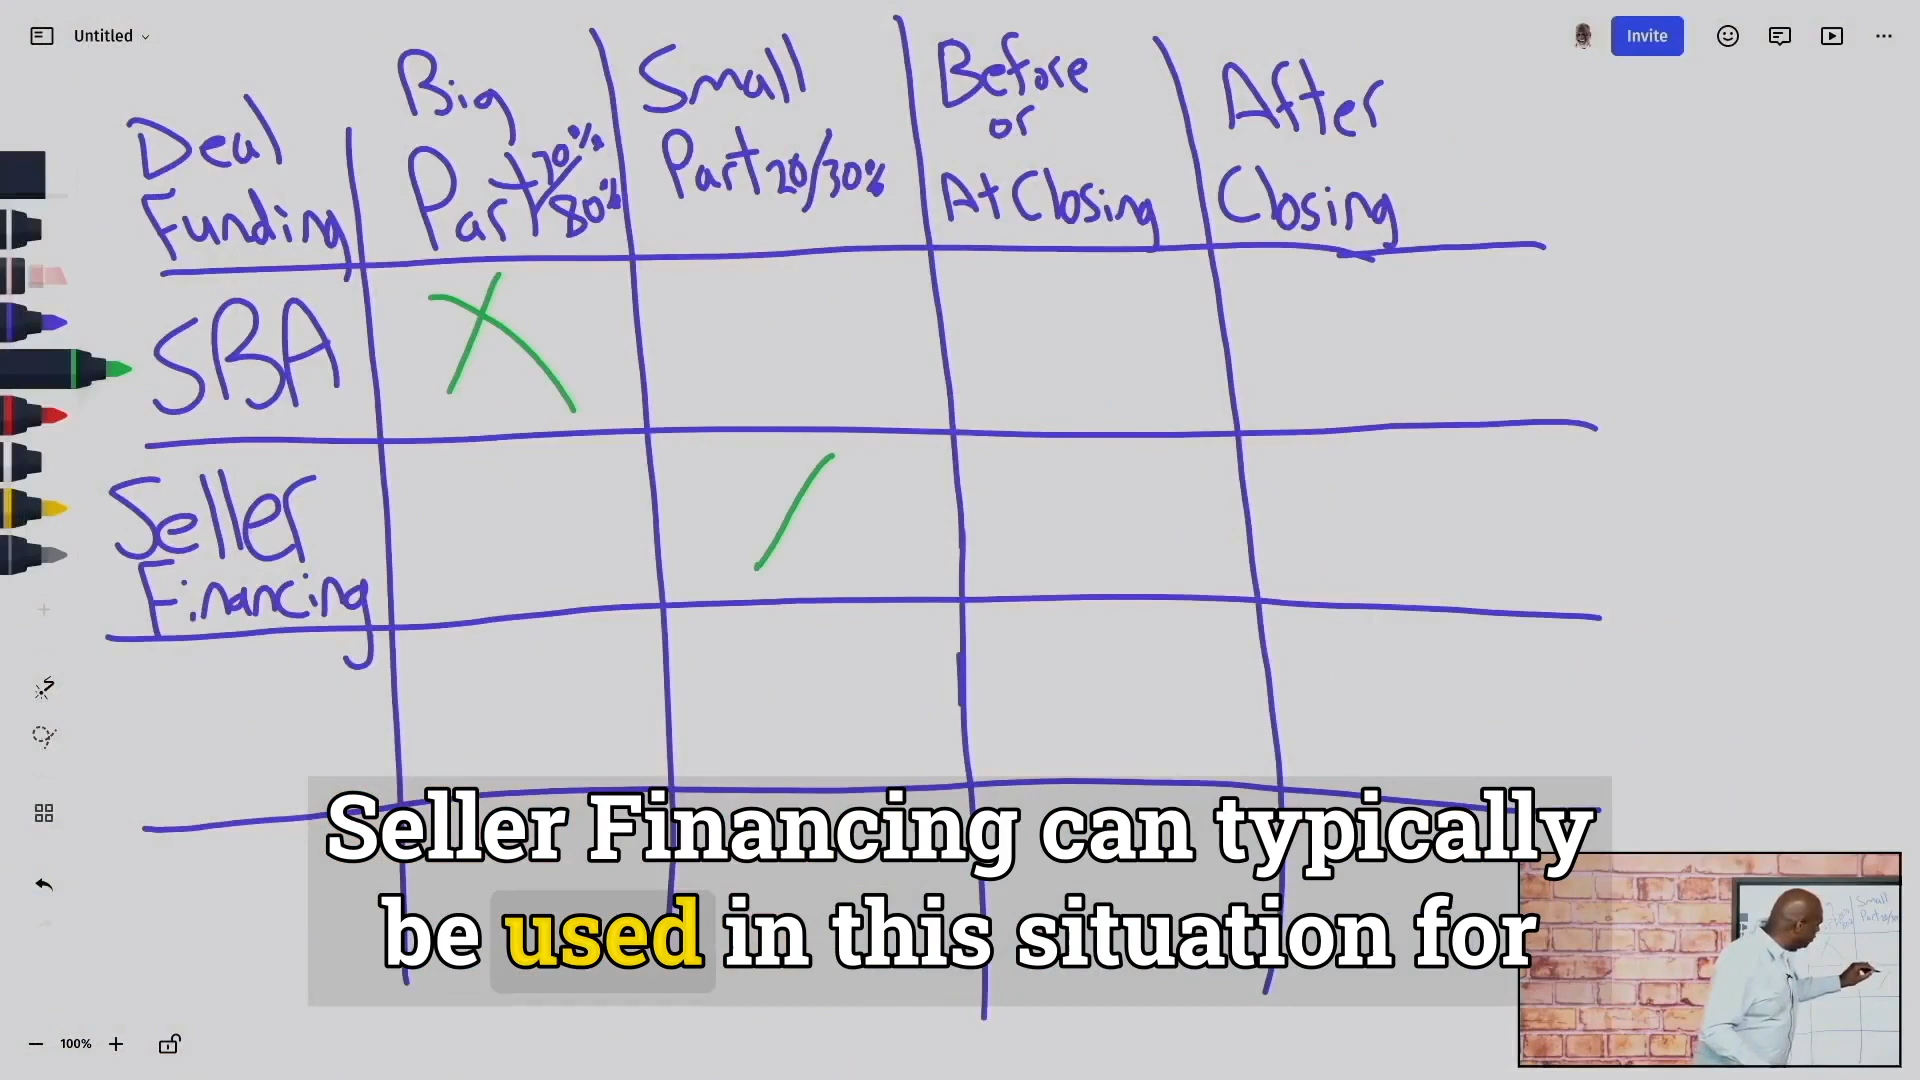 Untitled
Invite
Deal
Funding
Big
Part 70%/80%
Small
Part 20/30%
Before
or
At Closing
After
Closing
SBA
Seller
Financing
Seller Financing can typically
be used in this situation for
100%